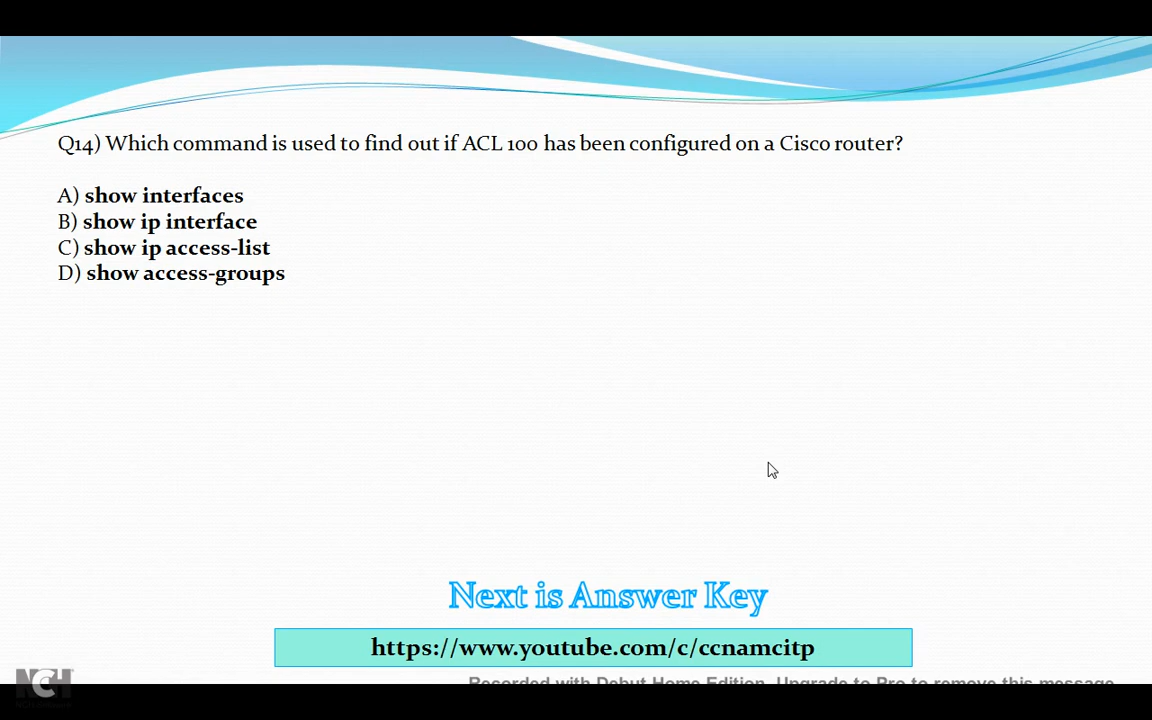 Q14) Which command is used to find out if ACL 100 has been configured on a Cisco router?
A) show interfaces
B) show ip interface
C) show ip access-list
D) show access-groups
Next is Answer Key
https://www.youtube.com/c/ccnamcitp
Recorded with Debut Home Edition. Upgrade to Pro to remove this message
NCH